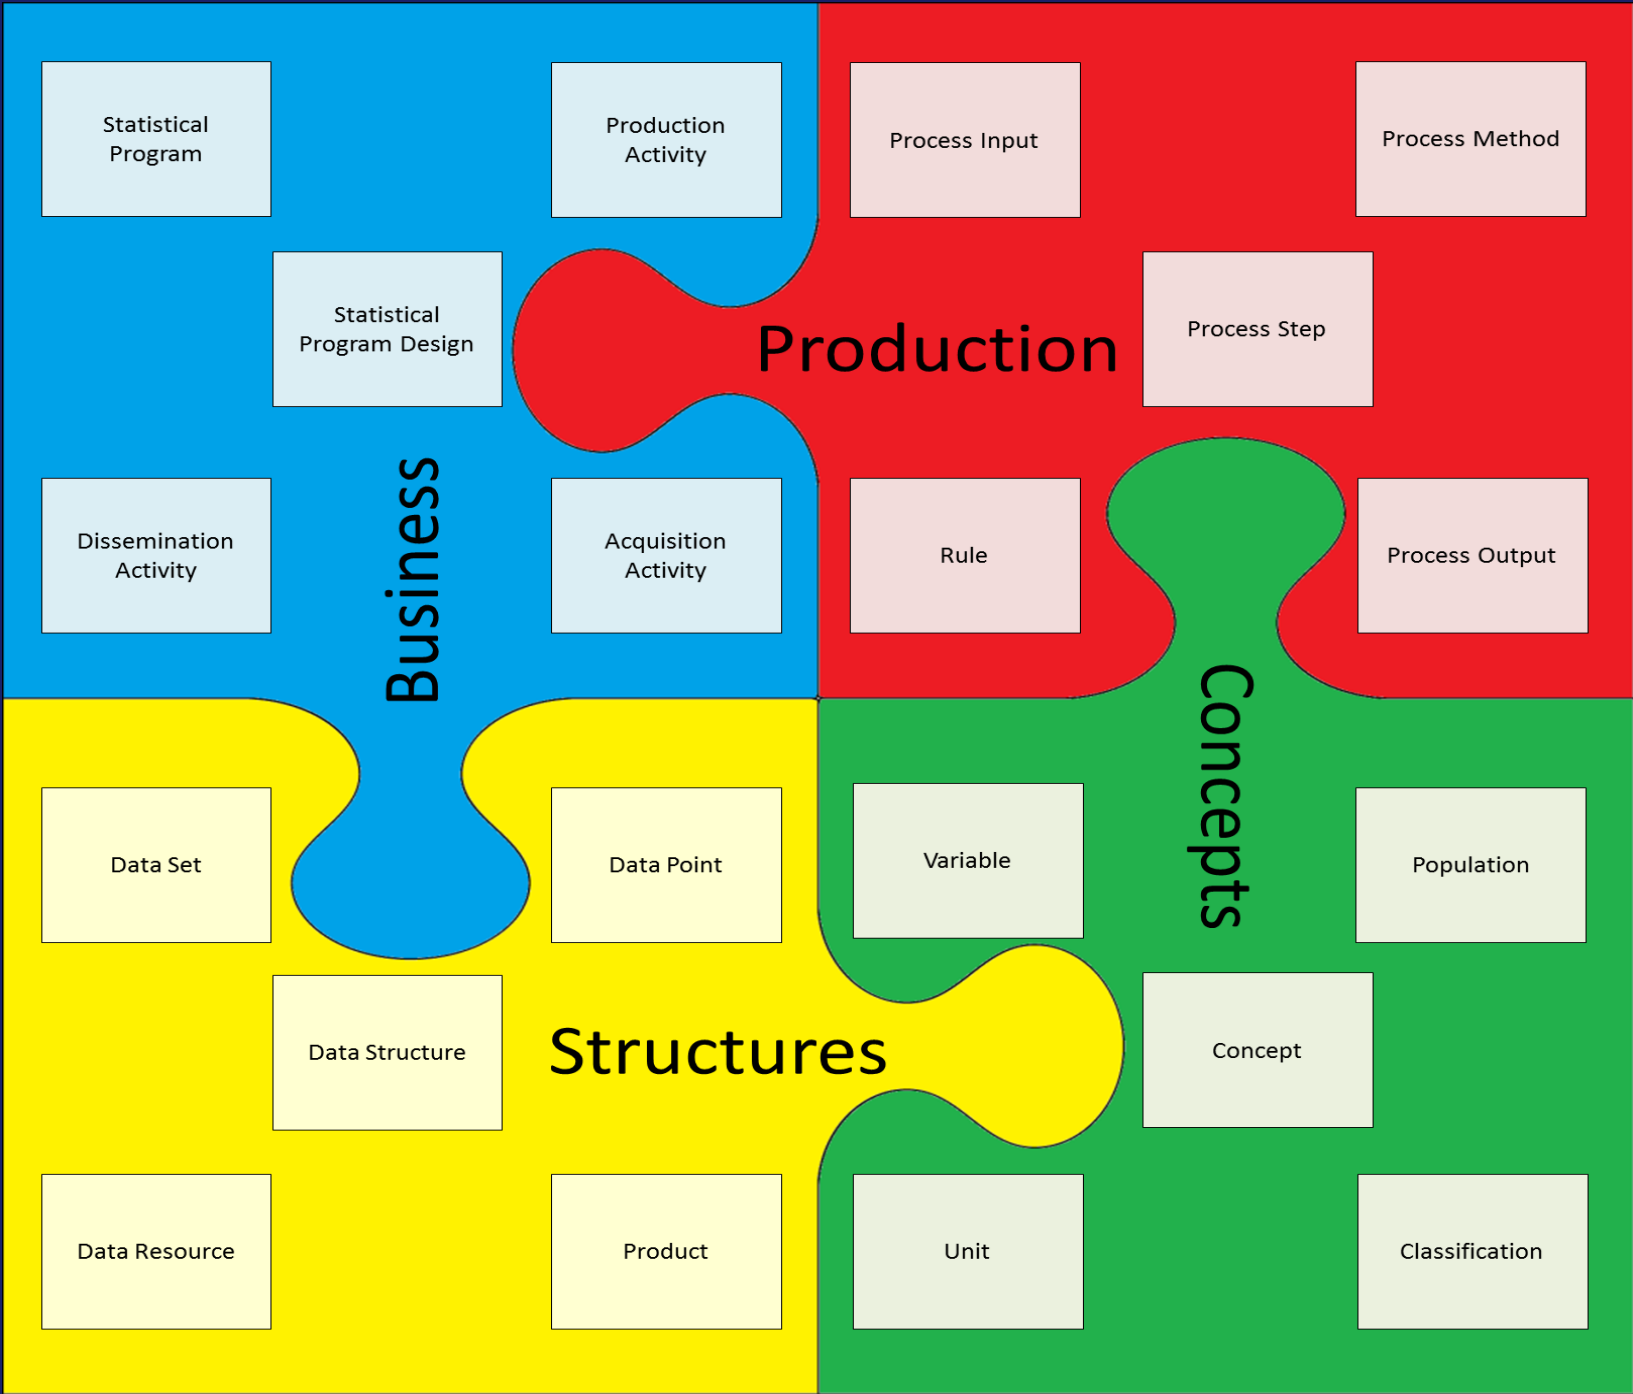 Statistical
Program
Production
Activity
Statistical
Program Design
Dissemination
Activity
Acquisition
Activity
Business
Process Input
Process Method
Production
Process Step
Rule
Process Output
Data Set
Data Point
Data Structure
Structures
Data Resource
Product
Concepts
Variable
Population
Concept
Unit
Classification